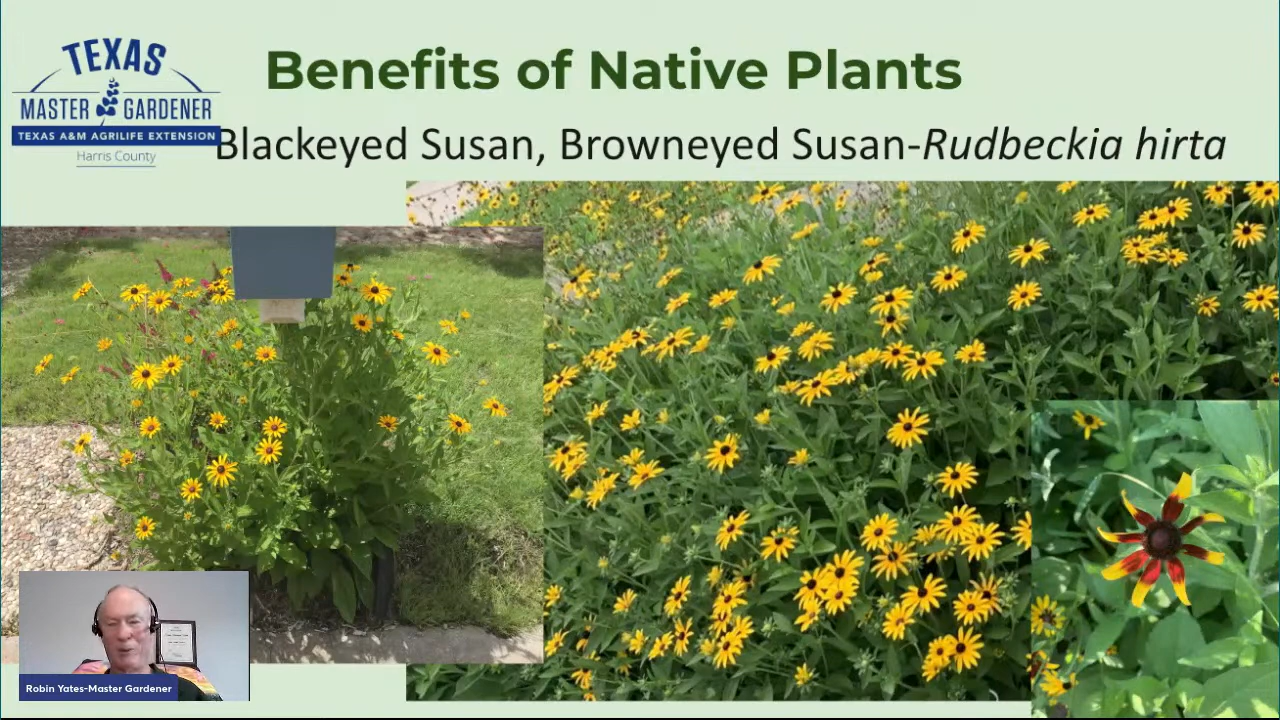 TEXAS
MASTER GARDENER
TEXAS A&M AGRILIFE EXTENSION
Harris County
Benefits of Native Plants
Blackeyed Susan, Browneyed Susan-Rudbeckia hirta
Robin Yates-Master Gardener